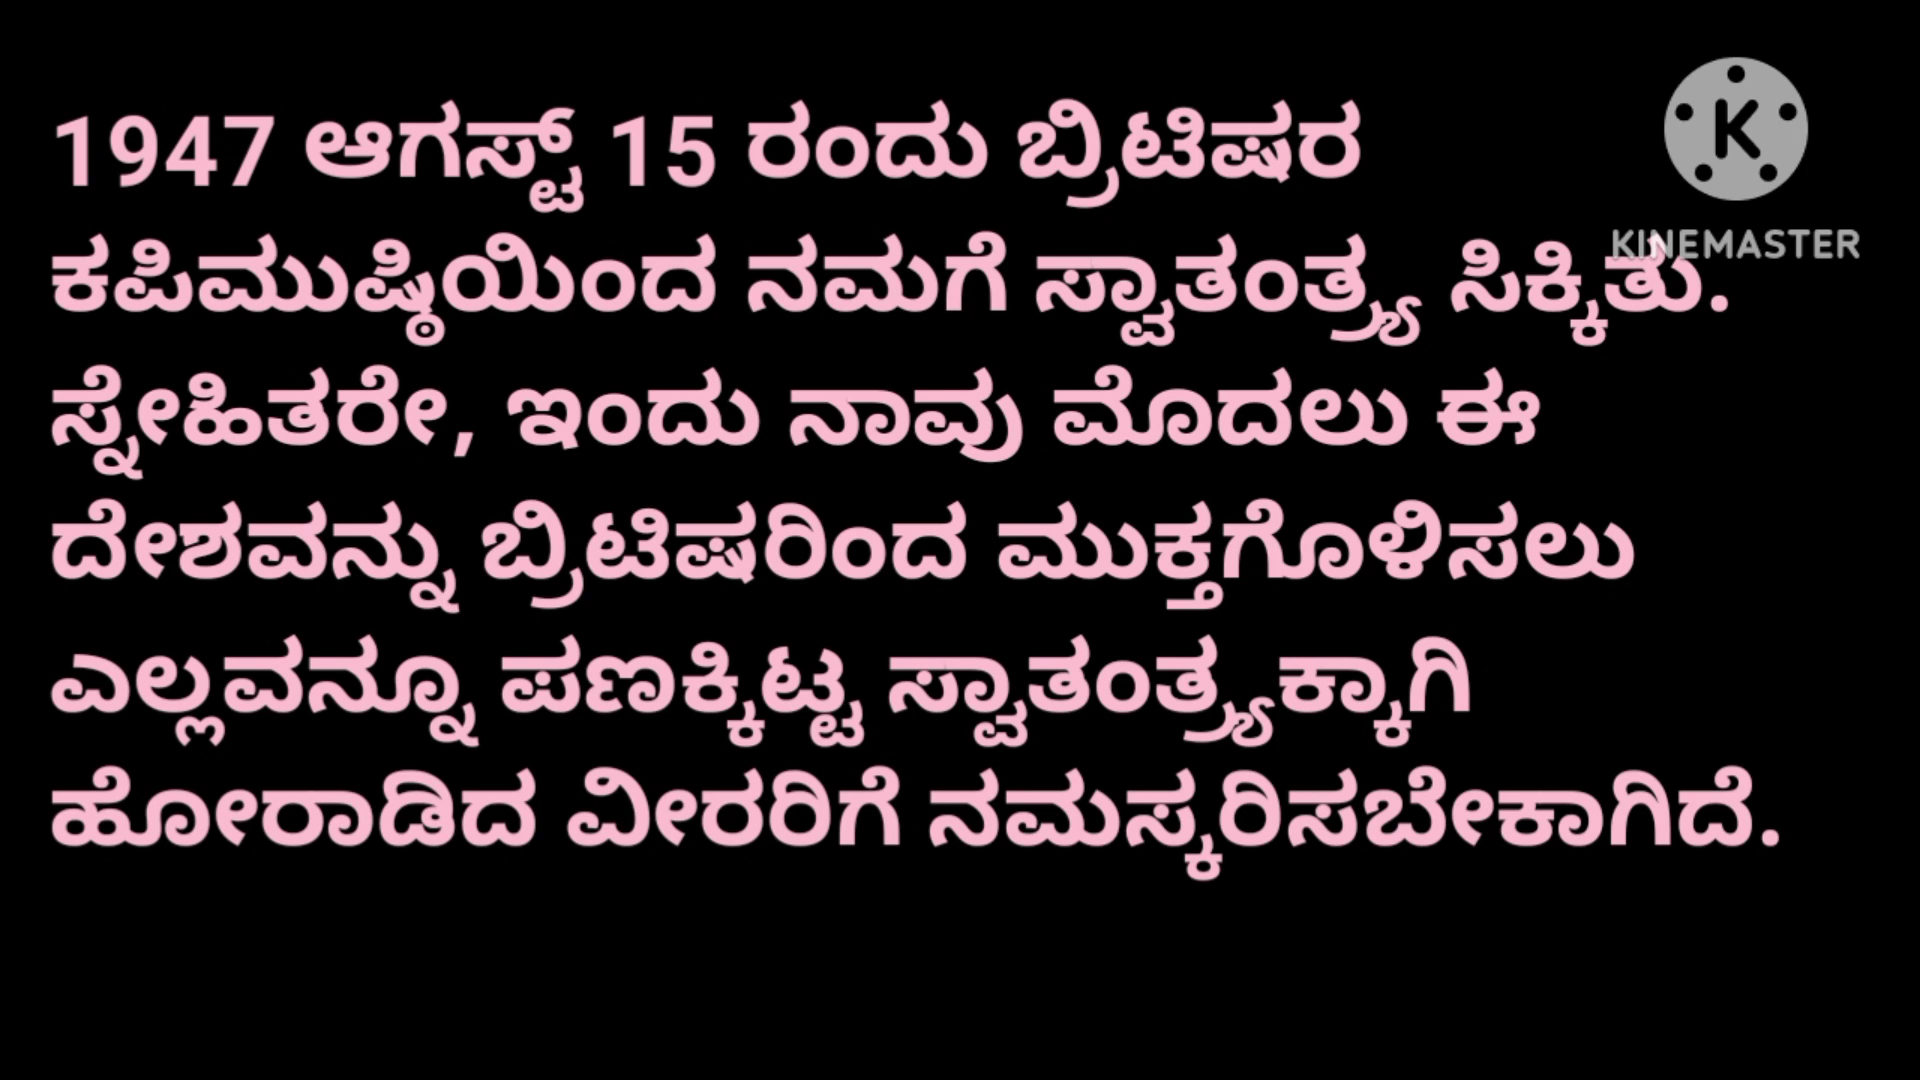 1947 ಆಗಸ್ಟ್ 15 ರಂದು ಬ್ರಿಟಿಷರ
ಕಪಿಮುಷ್ಠಿಯಿಂದ ನಮಗೆ ಸ್ವಾತಂತ್ರ್ಯ ಸಿಕ್ಕಿತು.
ಸ್ನೇಹಿತರೇ, ಇಂದು ನಾವು ಮೊದಲು ಈ
ದೇಶವನ್ನು ಬ್ರಿಟಿಷರಿಂದ ಮುಕ್ತಗೊಳಿಸಲು
ಎಲ್ಲವನ್ನೂ ಪಣಕ್ಕಿಟ್ಟ ಸ್ವಾತಂತ್ರ್ಯಕ್ಕಾಗಿ
ಹೋರಾಡಿದ ವೀರರಿಗೆ ನಮಸ್ಕರಿಸಬೇಕಾಗಿದೆ.
K
KINEMASTER